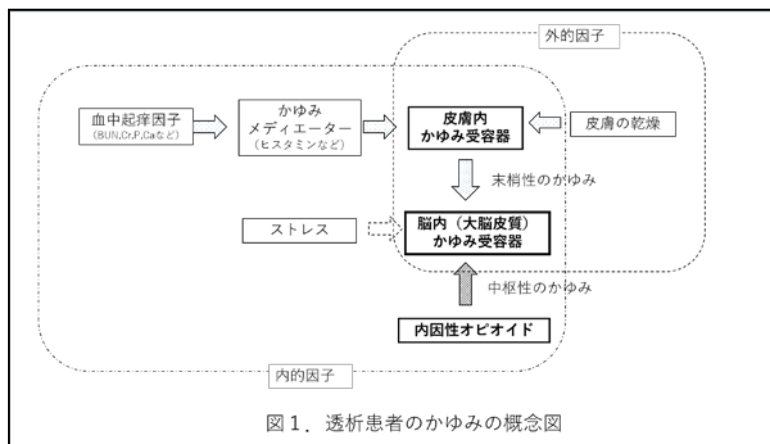 外的因子
血中起痒因子
(BUN,Cr,P,Caなど)
かゆみ
メディエーター
(ヒスタミンなど)
皮膚内
かゆみ受容器
皮膚の乾燥
末梢性のかゆみ
ストレス
脳内（大脳皮質）
かゆみ受容器
中枢性のかゆみ
内因性オピオイド
内的因子
図１．透析患者のかゆみの概念図